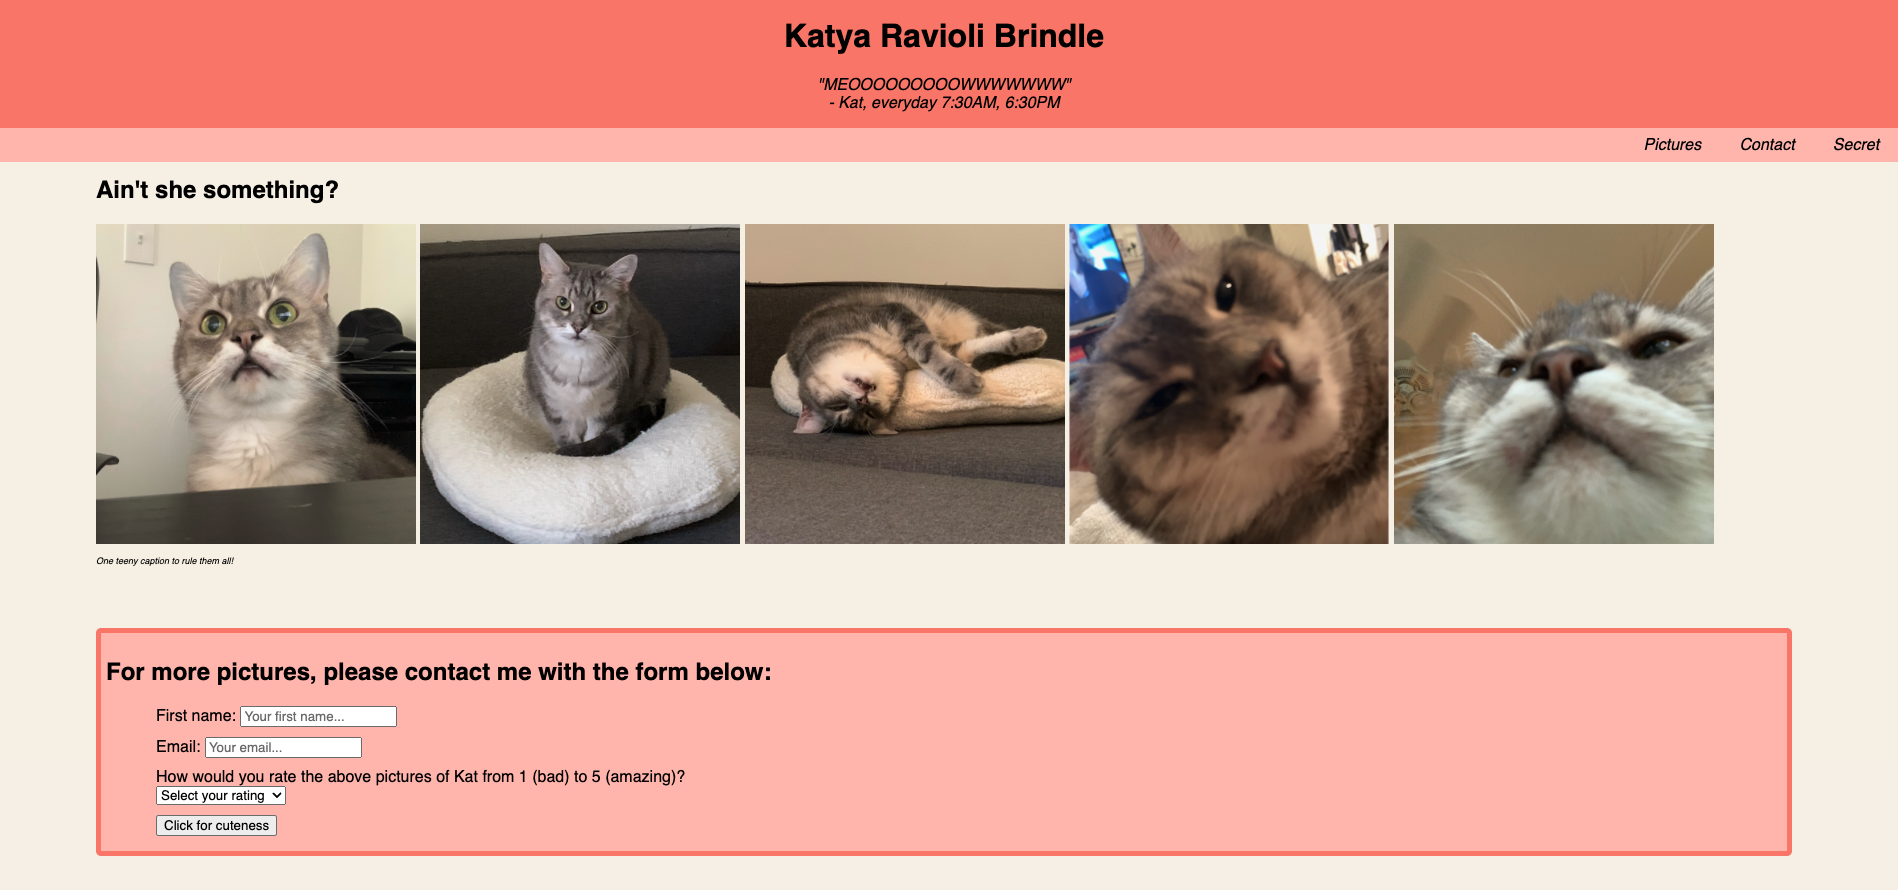 Katya Ravioli Brindle
"MEOOOOOOOOOWWWWWWW"
- Kat, everyday 7:30AM, 6:30PM
Pictures Contact Secret
Ain't she something?
One teeny caption to rule them all!
For more pictures, please contact me with the form below:
First name: Your first name...
Email: Your email...
How would you rate the above pictures of Kat from 1 (bad) to 5 (amazing)?
Select your rating
Click for cuteness